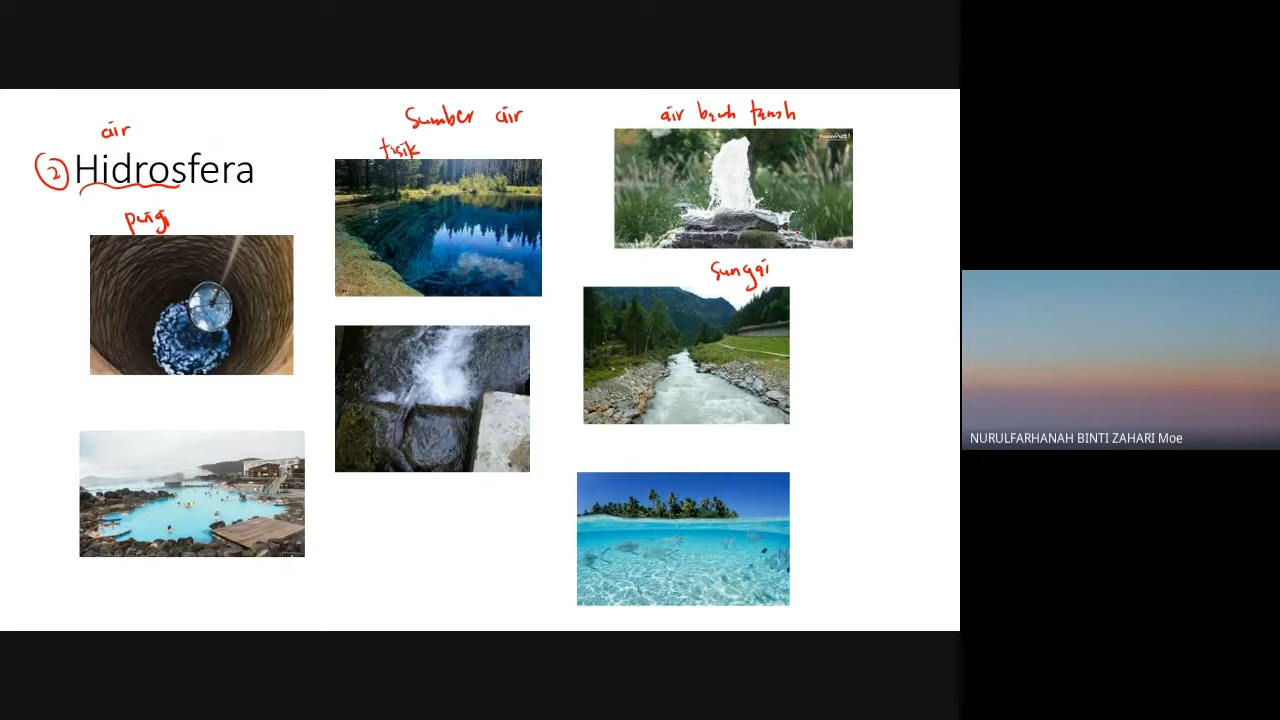 air
② Hidrosfera
Sumber air
tasik
air bawah tanah
perigi
sungai
NURULFARHANAH BINTI ZAHARI Moe